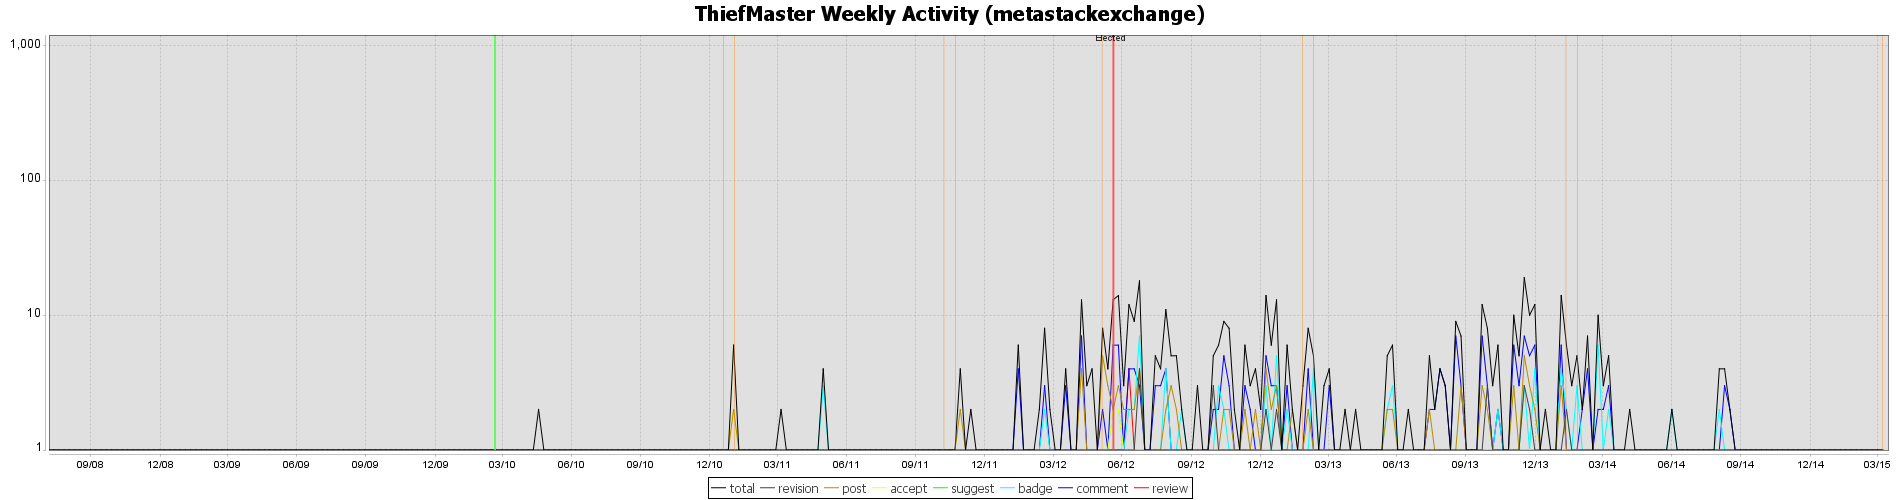 ThiefMaster Weekly Activity (metastackexchange)
Elected
1,000
100
10
1
09/08 12/08 03/09 06/09 09/09 12/09 03/10 06/10 09/10 12/10 03/11 06/11 09/11 12/11 03/12 06/12 09/12 12/12 03/13 06/13 09/13 12/13 03/14 06/14 09/14 12/14 03/15
total revision post accept suggest badge comment review